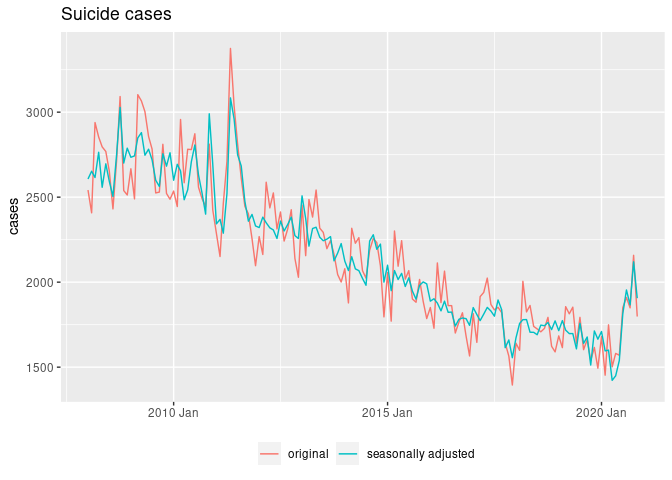 Suicide cases
3000
2500
2000
1500
cases
2010 Jan 2015 Jan 2020 Jan
original seasonally adjusted